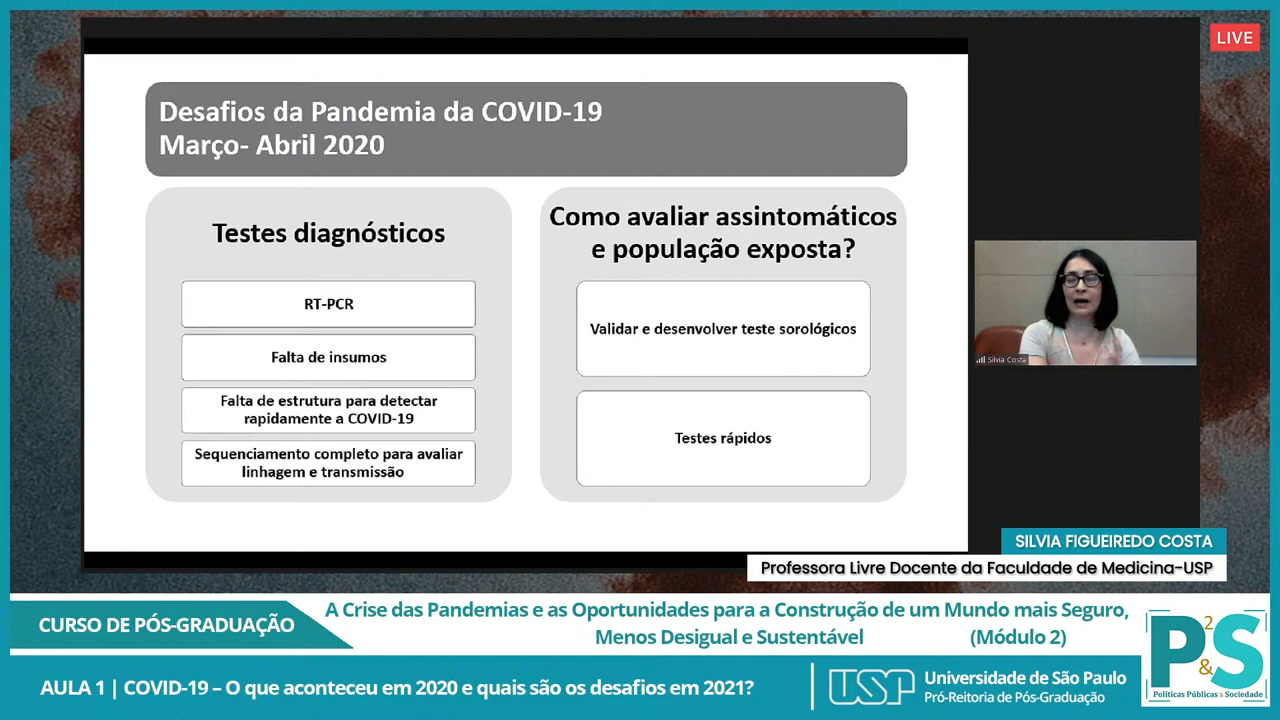 LIVE
Desafios da Pandemia da COVID-19
Março- Abril 2020
Testes diagnósticos
RT-PCR
Falta de insumos
Falta de estrutura para detectar
rapidamente a COVID-19
Sequenciamento completo para avaliar
linhagem e transmissão
Como avaliar assintomáticos
e população exposta?
Validar e desenvolver teste sorológicos
Testes rápidos
Silvia Costa
SILVIA FIGUEIREDO COSTA
Professora Livre Docente da Faculdade de Medicina-USP
CURSO DE PÓS-GRADUAÇÃO
A Crise das Pandemias e as Oportunidades para a Construção de um Mundo mais Seguro,
Menos Desigual e Sustentável (Módulo 2)
AULA 1 | COVID-19 – O que aconteceu em 2020 e quais são os desafios em 2021?
USP
Universidade de São Paulo
Pró-Reitoria de Pós-Graduação
P2&S
Políticas Públicas & Sociedade